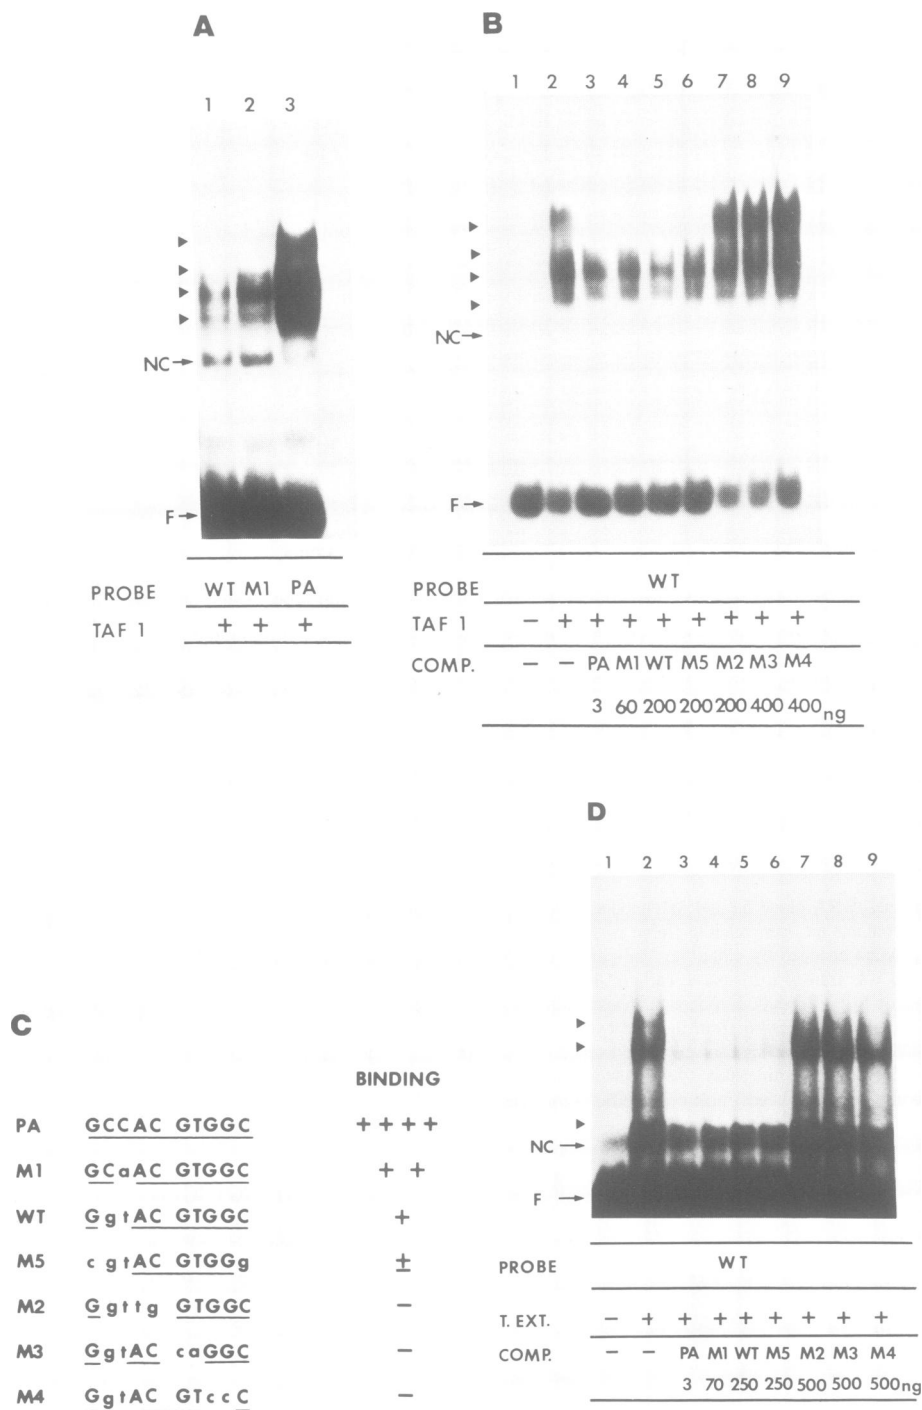 A
1 2 3
NC→
F→
PROBE WT M1 PA
TAF 1 + + +
B
1 2 3 4 5 6 7 8 9
NC→
F→
PROBE WT
TAF 1 − + + + + + + + +
COMP. − − PA M1 WT M5 M2 M3 M4
3 60 200 200 200 400 400 ng
C
BINDING
PA GCCAC GTGGC ++++
M1 GCaAC GTGGC ++
WT GgtAC GTGGC +
M5 cgtAC GTGGg ±
M2 Ggttg GTGGC −
M3 GgtAC caGGC −
M4 GgtAC GTccC −
D
1 2 3 4 5 6 7 8 9
NC→
F→
PROBE WT
T. EXT. − + + + + + + + +
COMP. − − PA M1 WT M5 M2 M3 M4
3 70 250 250 500 500 500 ng